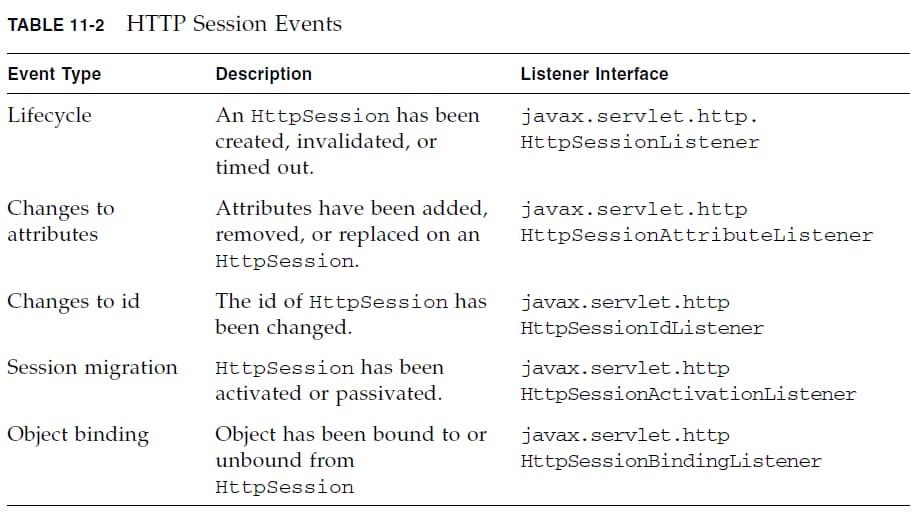 TABLE 11-2 HTTP Session Events
Event Type Description Listener Interface
Lifecycle An HttpSession has been javax.servlet.http.
created, invalidated, or HttpSessionListener
timed out.
Changes to Attributes have been added, javax.servlet.http
attributes removed, or replaced on an HttpSessionAttributeListener
HttpSession.
Changes to id The id of HttpSession has javax.servlet.http
been changed. HttpSessionIdListener
Session migration HttpSession has been javax.servlet.http
activated or passivated. HttpSessionActivationListener
Object binding Object has been bound to or javax.servlet.http
unbound from HttpSessionBindingListener
HttpSession